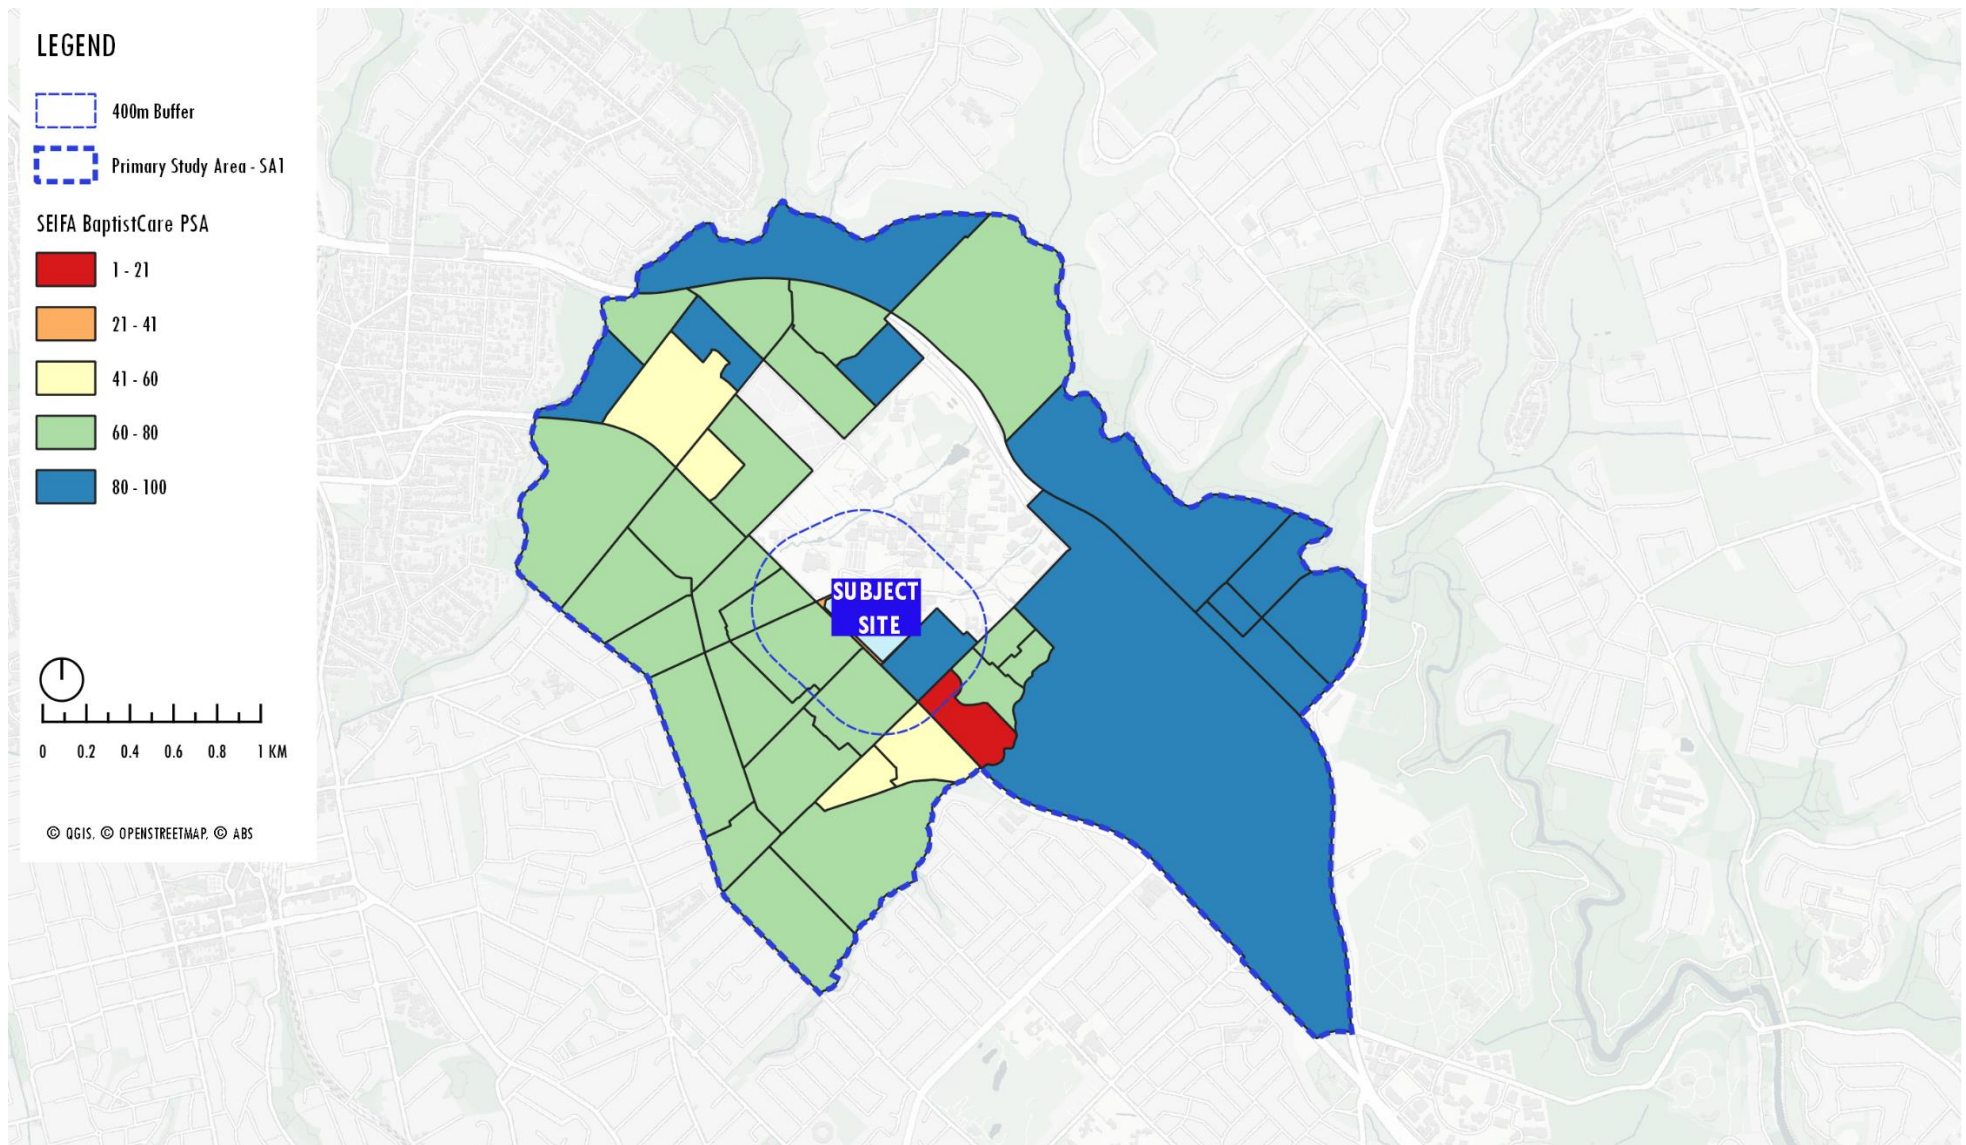 LEGEND
400m Buffer
Primary Study Area - SA1
SEIFA BaptistCare PSA
1 - 21
21 - 41
41 - 60
60 - 80
80 - 100
0 0.2 0.4 0.6 0.8 1 KM
© QGIS, © OPENSTREETMAP, © ABS
SUBJECT
SITE